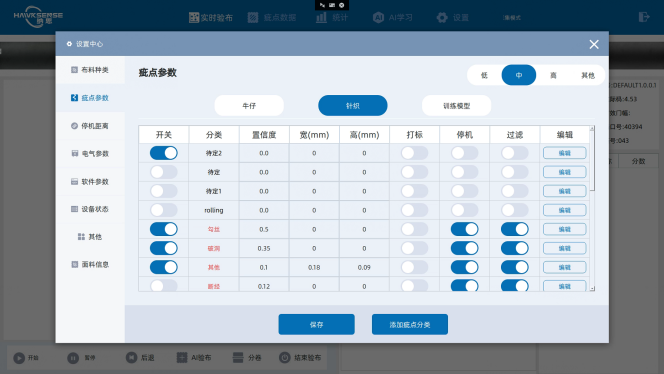 HAWKSENSE
实时验布
疵点数据
统计
AI学习
设置
设置中心
布料种类
疵点参数
停机距离
电气参数
软件参数
设备状态
其他
面料信息
疵点参数
低 中 高 其他
牛仔 针织 训练模型
开关 分类 置信度 宽(mm) 高(mm) 打标 停机 过滤 编辑
待定2 0.0 0 0 编辑
待定 0.0 0 0 编辑
待定1 0.0 0 0 编辑
rolling 0.0 0 0 编辑
勾丝 0.5 0 0 编辑
破洞 0.35 0 0 编辑
其他 0.1 0.18 0.09 编辑
断经 0.12 0 0 编辑
保存 添加疵点分类
:DEFAULT1.0.0.1
:4.53
口号:40394
号:043
分数
开始 暂停 后退 AI验布 分卷 结束验布